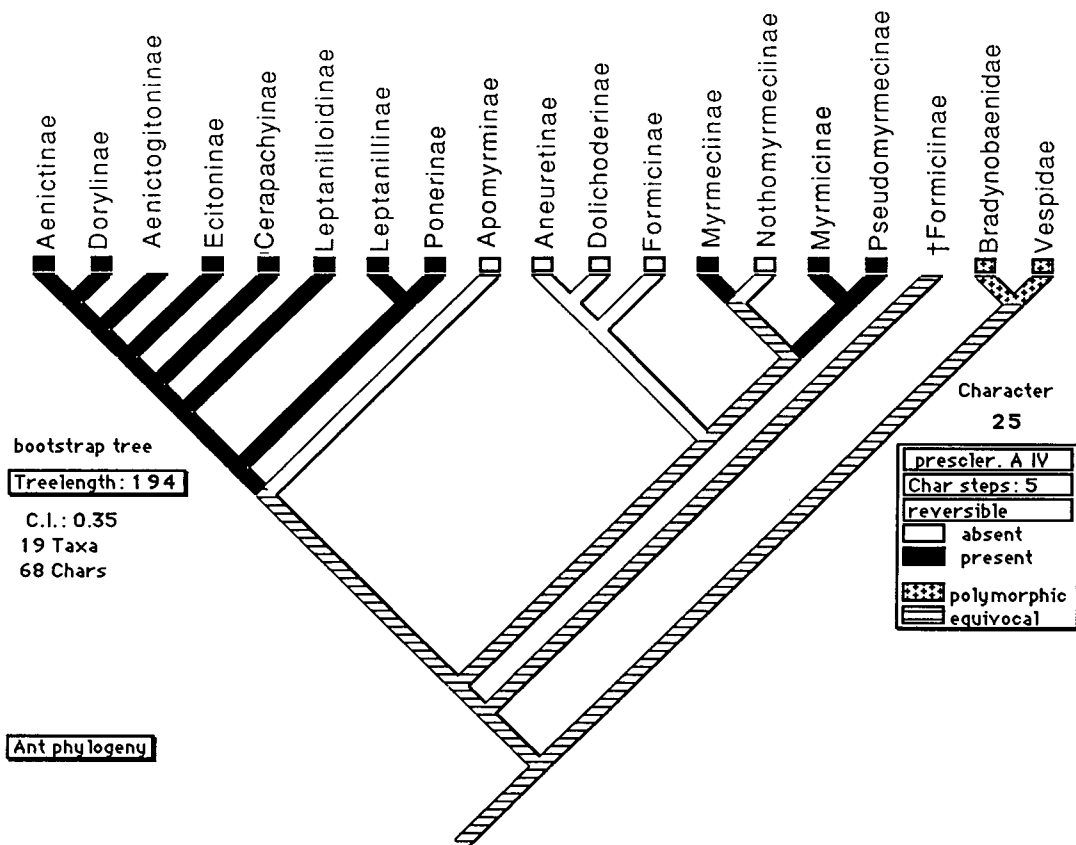 Aenictinae
Dorylinae
Aenictogitoninae
Ecitoninae
Cerapachyinae
Leptanilloidinae
Leptanillinae
Ponerinae
Apomyrminae
Aneuretinae
Dolichoderinae
Formicinae
Myrmeciinae
Nothomyrmeciinae
Myrmicinae
Pseudomyrmecinae
†Formiciinae
Bradynobaenidae
Vespidae
Character
25
prescler. A IV
Char steps: 5
reversible
absent
present
polymorphic
equivocal
bootstrap tree
Treelength: 194
C.I.: 0.35
19 Taxa
68 Chars
Ant phylogeny